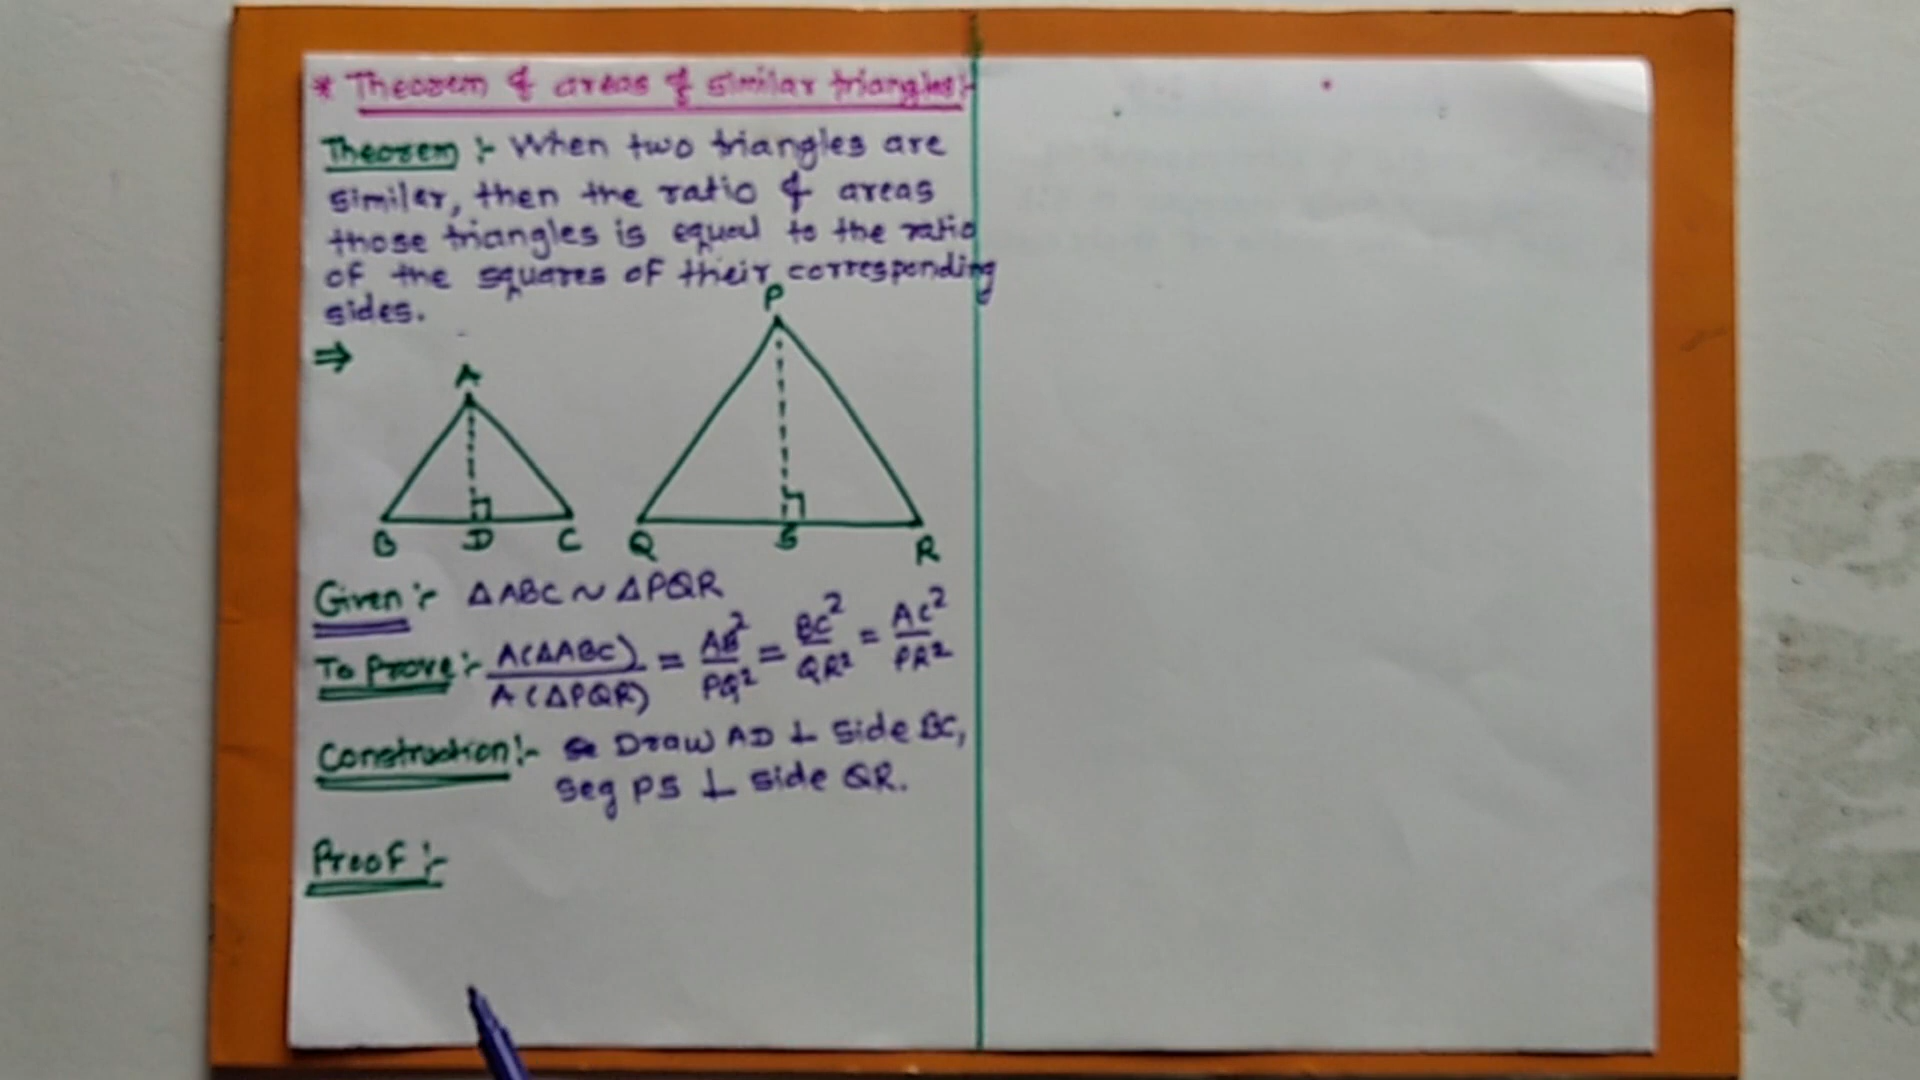 * Theorem of areas of similar triangles:-
Theorem :- When two triangles are
similar, then the ratio of areas
those triangles is equal to the ratio
of the squares of their corresponding
sides.
⇒
P
A
B D C Q S R
Given :- ΔABC ~ ΔPQR
To Prove :- A(ΔABC) / A(ΔPQR) = AB² / PQ² = BC² / QR² = AC² / PR²
Construction :- Draw AD ⊥ side BC,
seg PS ⊥ side QR.
Proof :-